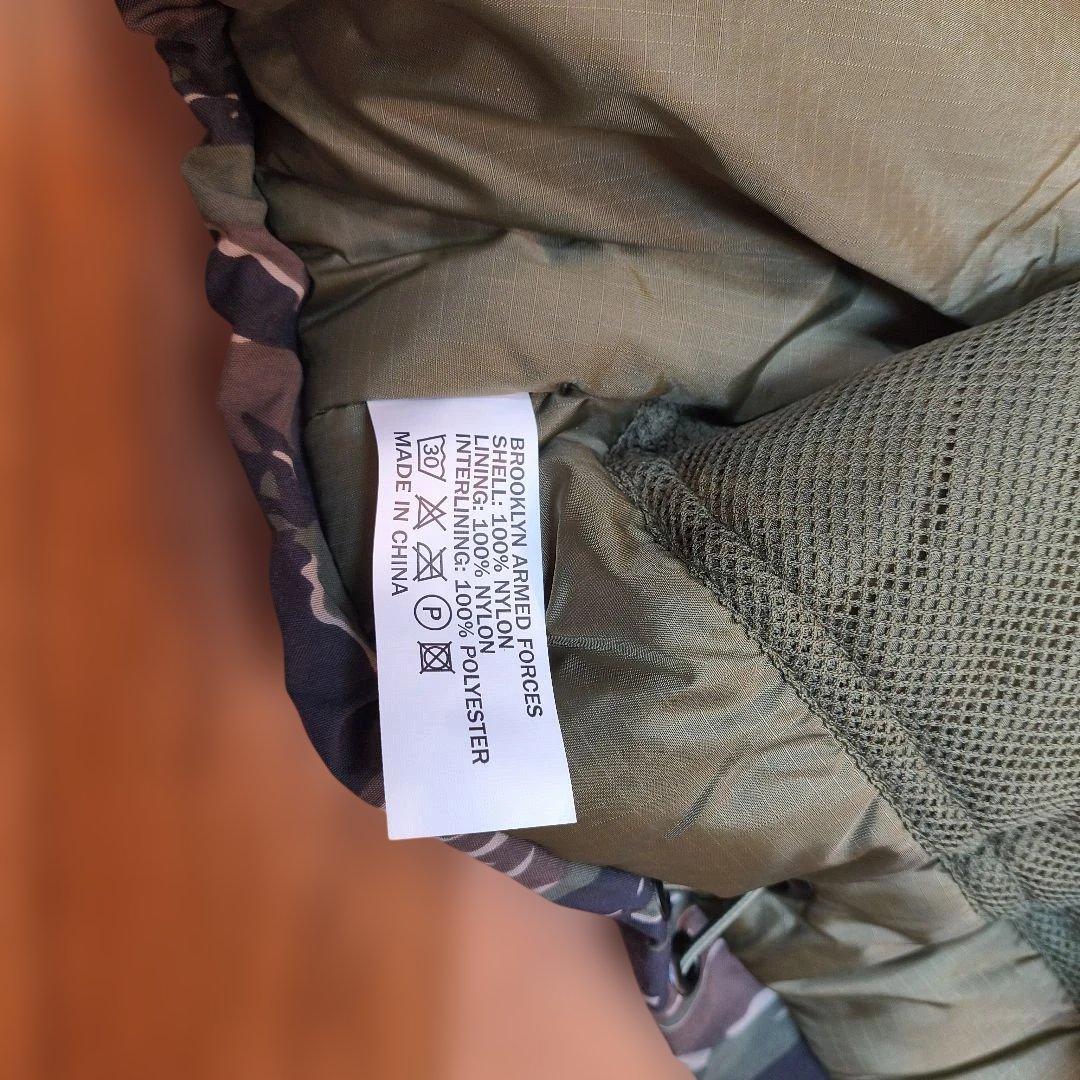 BROOKLYN ARMED FORCES
SHELL: 100% NYLON
LINING: 100% NYLON
INTERLINING: 100% POLYESTER
30 P
MADE IN CHINA